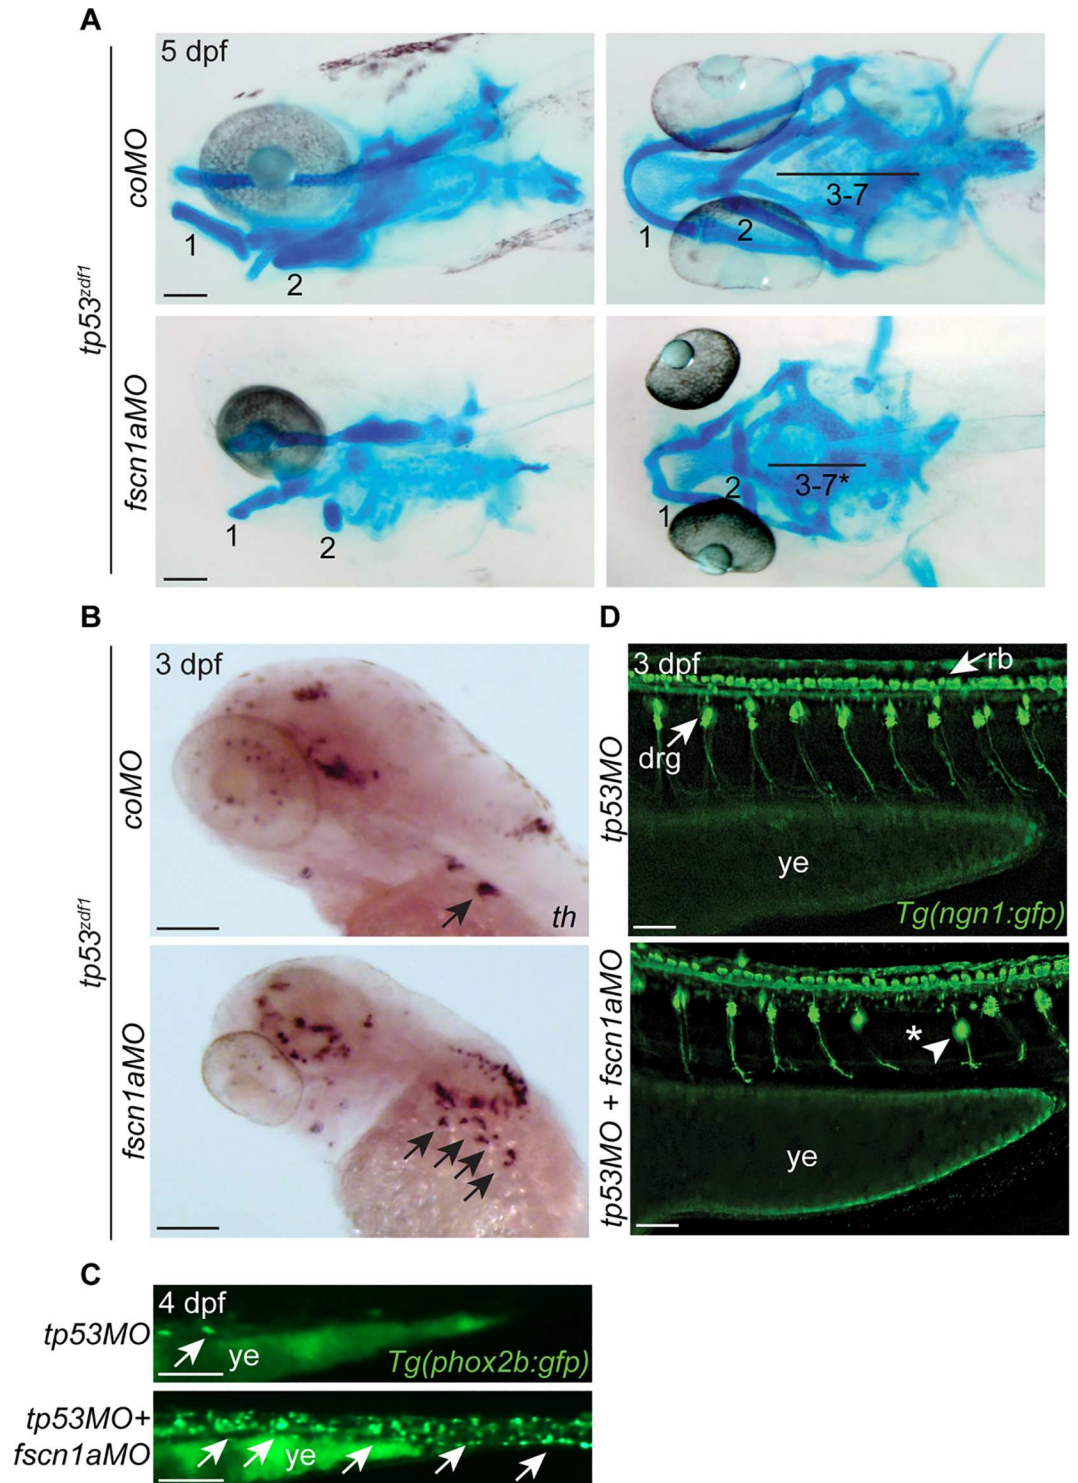 A
5 dpf
coMO
1
2
1
2
3-7
tp53zdf1
fscn1aMO
1
2
1
2
3-7*
B
3 dpf
coMO
th
tp53zdf1
fscn1aMO
D
3 dpf
rb
drg
tp53MO
ye
Tg(ngn1:gfp)
*
tp53MO + fscn1aMO
ye
C
4 dpf
tp53MO
ye
Tg(phox2b:gfp)
tp53MO+
fscn1aMO
ye